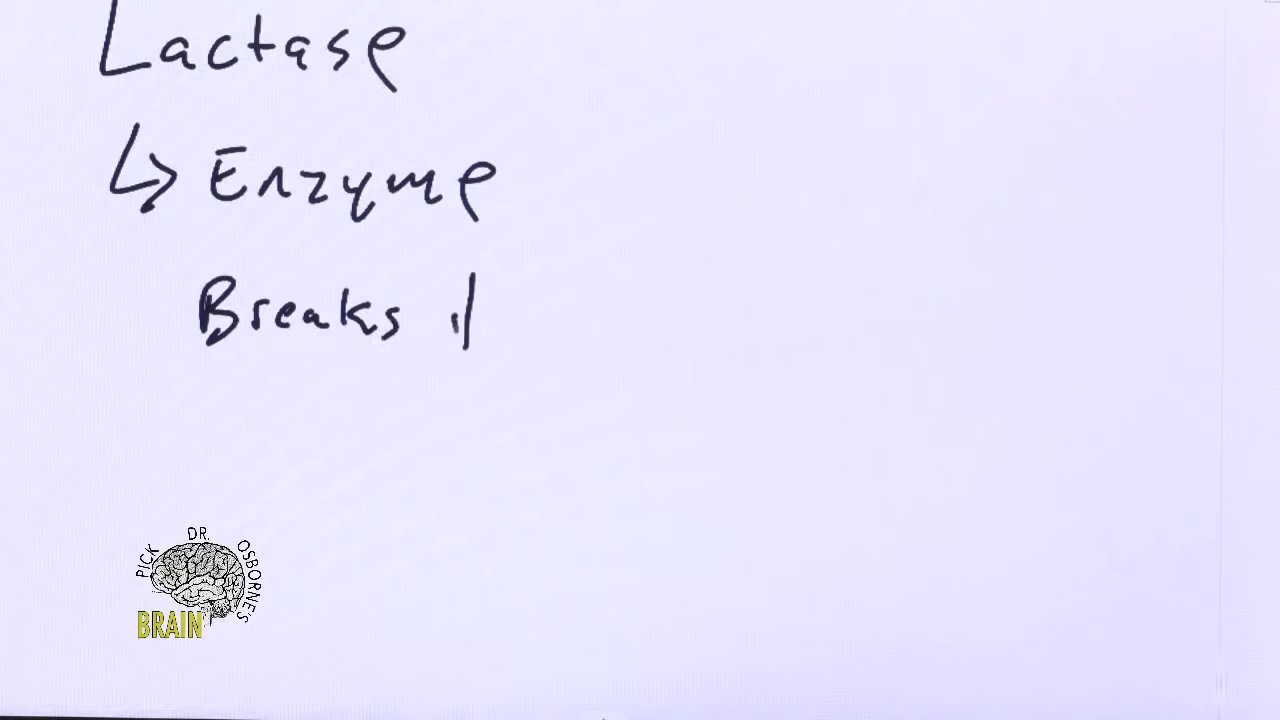 Lactase
↳ Enzyme
Breaks
PICK DR. OSBORNE'S
BRAIN